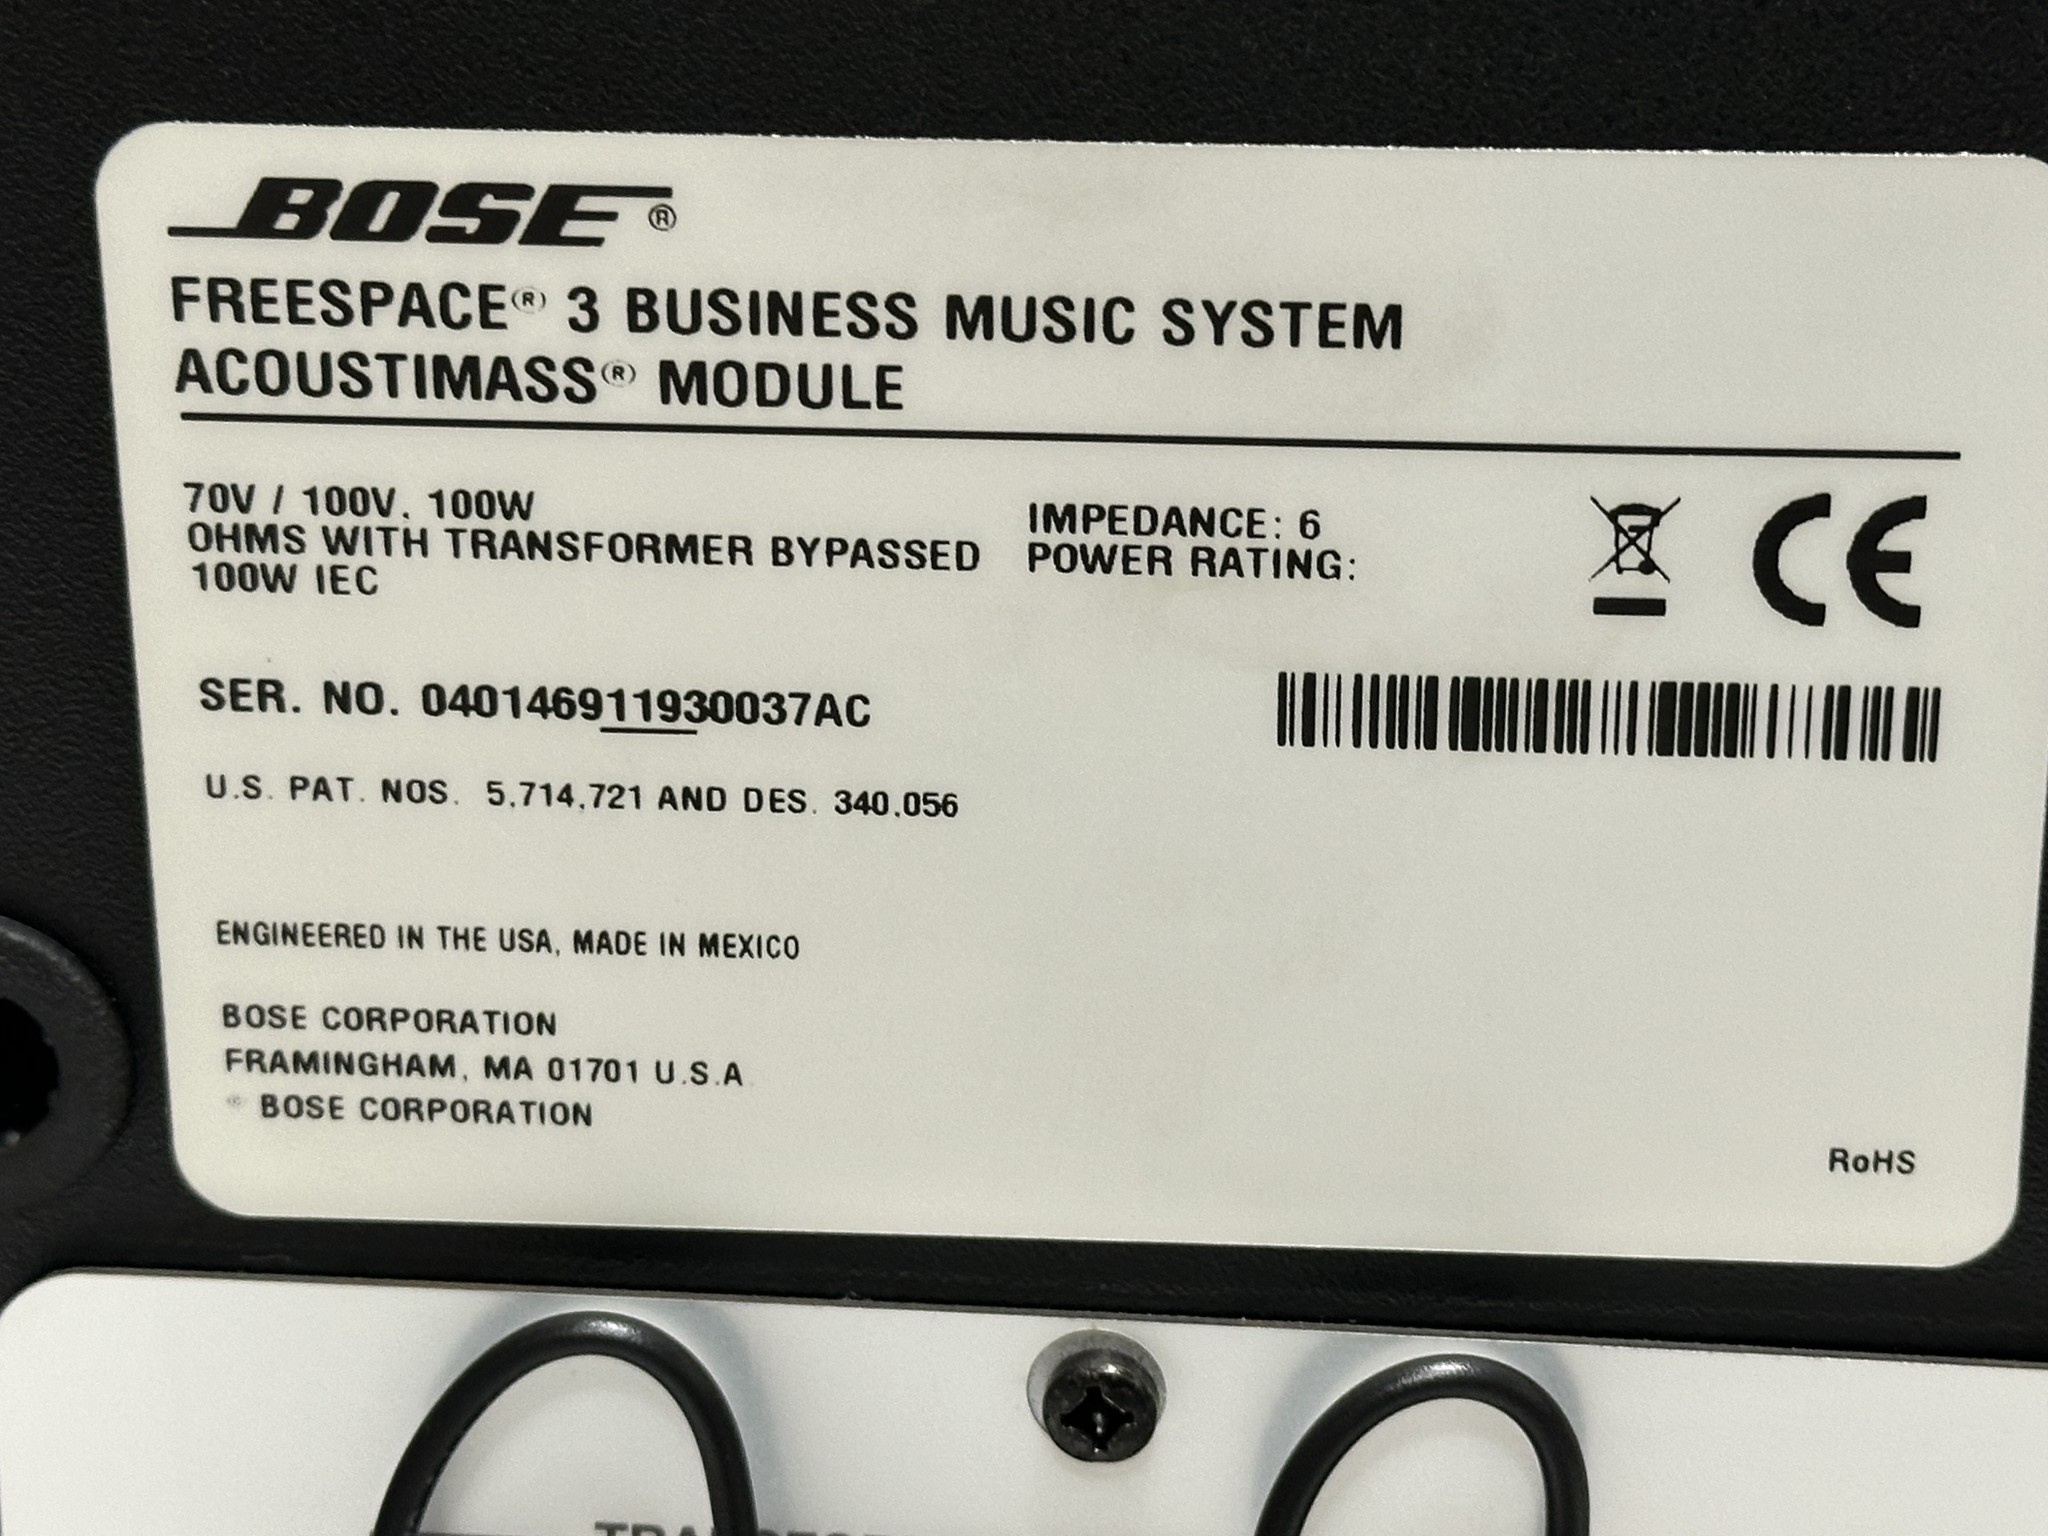 BOSE®
FREESPACE® 3 BUSINESS MUSIC SYSTEM
ACOUSTIMASS® MODULE
70V / 100V, 100W
OHMS WITH TRANSFORMER BYPASSED
100W IEC
IMPEDANCE: 6
POWER RATING:
CE
SER. NO. 040146911930037AC
U.S. PAT. NOS. 5,714,721 AND DES. 340,056
ENGINEERED IN THE USA, MADE IN MEXICO
BOSE CORPORATION
FRAMINGHAM, MA 01701 U.S.A
© BOSE CORPORATION
RoHS